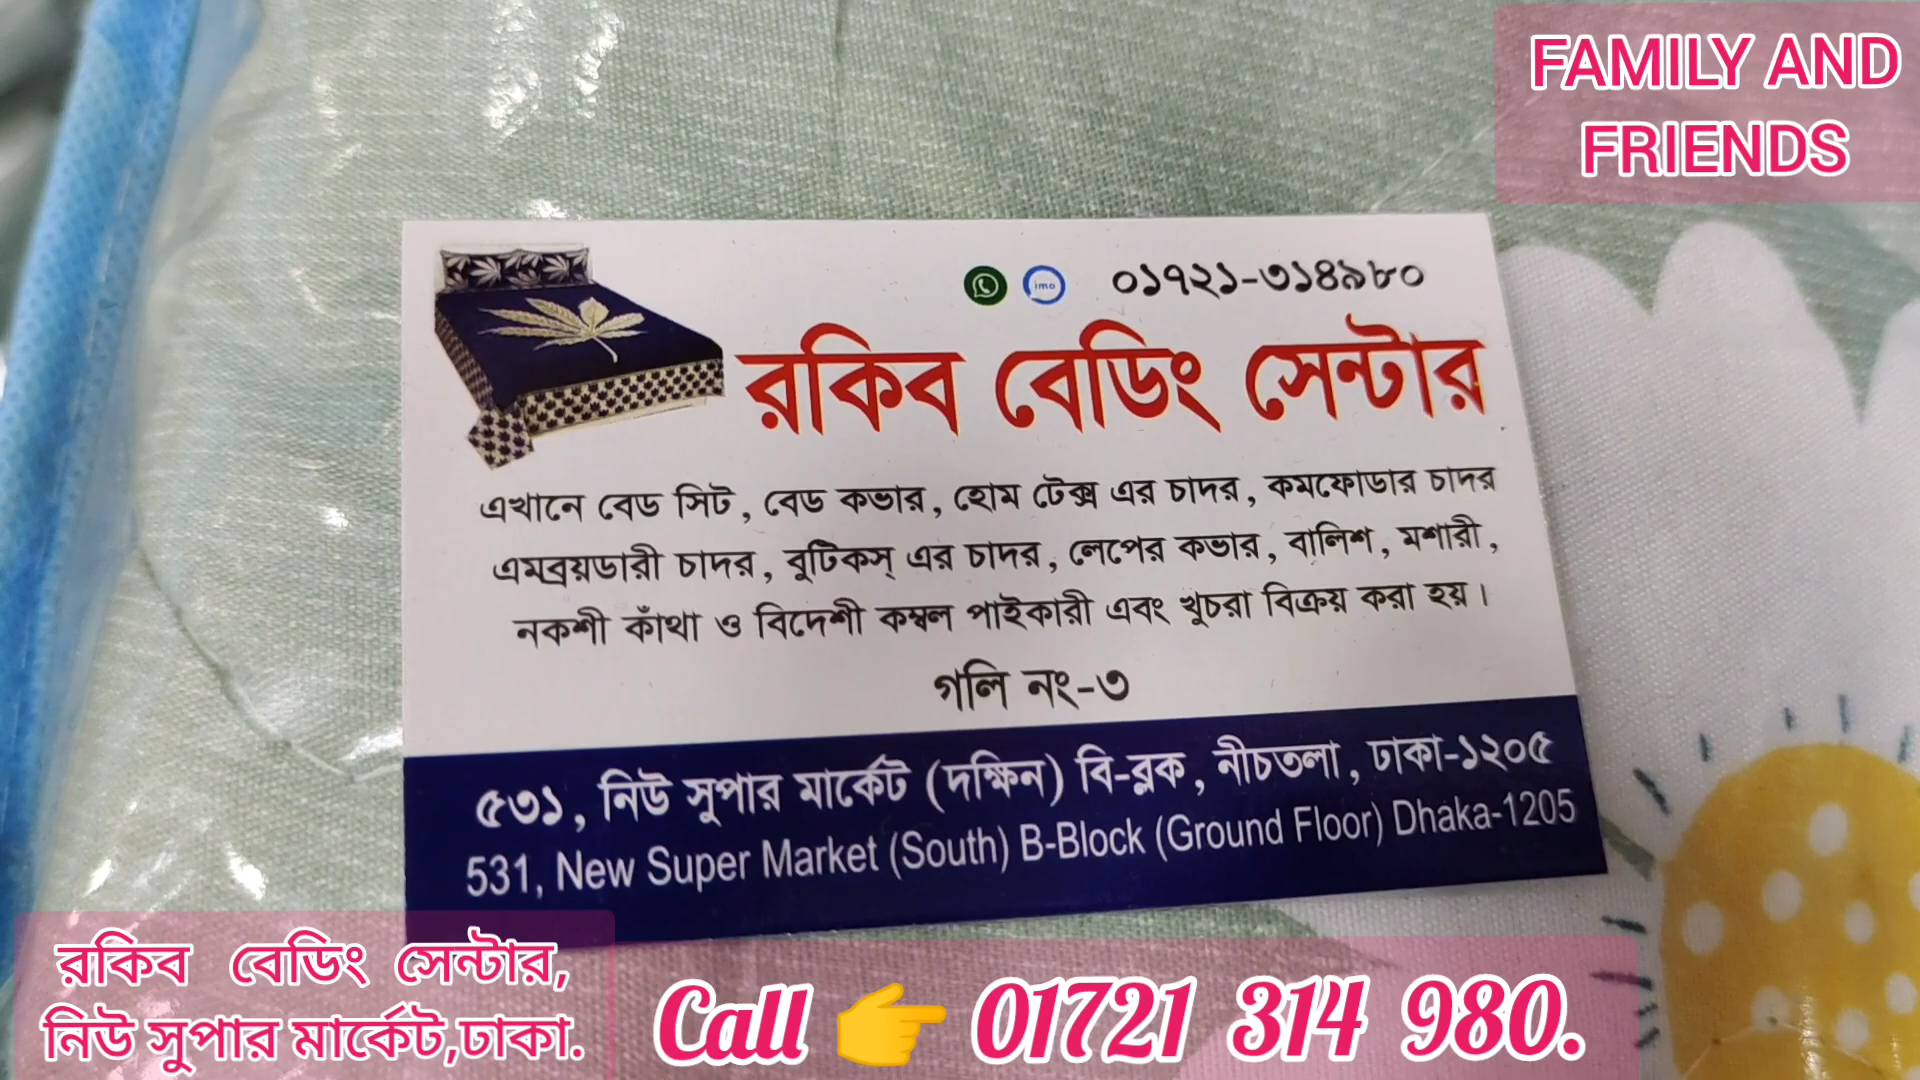 FAMILY AND
FRIENDS
imo
০১৭২১-৩১৪৯৮০
রকিব বেডিং সেন্টার
এখানে বেড সিট, বেড কভার, হোম টেক্স এর চাদর, কমফোডার চাদর
এমব্রয়ডারী চাদর, বুটিকস্ এর চাদর, লেপের কভার, বালিশ, মশারী,
নকশী কাঁথা ও বিদেশী কম্বল পাইকারী এবং খুচরা বিক্রয় করা হয়।
গলি নং-৩
৫৩১, নিউ সুপার মার্কেট (দক্ষিন) বি-ব্লক, নীচতলা, ঢাকা-১২০৫
531, New Super Market (South) B-Block (Ground Floor) Dhaka-1205
রকিব বেডিং সেন্টার,
নিউ সুপার মার্কেট,ঢাকা.
Call 👉 01721 314 980.